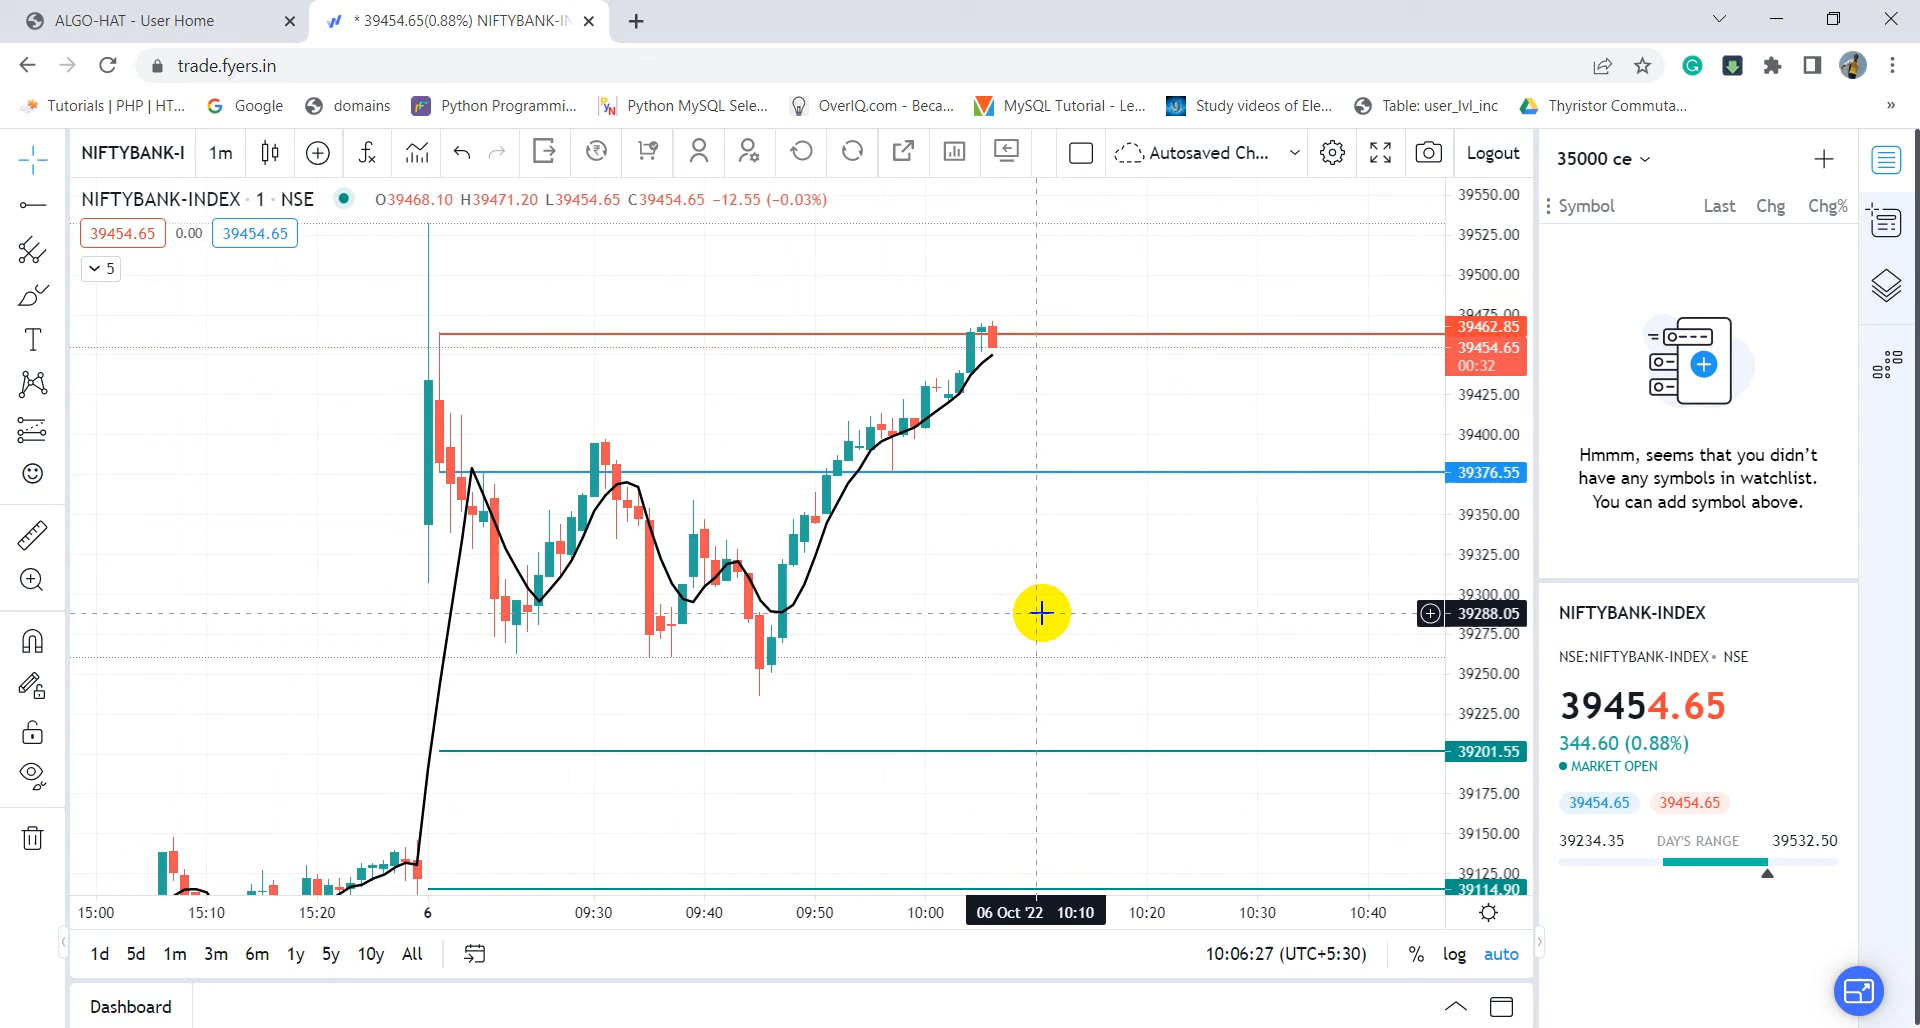 ALGO-HAT - User Home
* 39454.65(0.88%) NIFTYBANK-IN
trade.fyers.in
Tutorials | PHP | HT...
Google
domains
Python Programmi...
Python MySQL Sele...
OverIQ.com - Beca...
MySQL Tutorial - Le...
Study videos of Ele...
Table: user_lvl_inc
Thyristor Commuta...
»
NIFTYBANK-I
1m
Autosaved Ch...
Logout
35000 ce
NIFTYBANK-INDEX · 1 · NSE
O39468.10 H39471.20 L39454.65 C39454.65 -12.55 (-0.03%)
39454.65
0.00
39454.65
5
Symbol
Last
Chg
Chg%
39550.00
39525.00
39500.00
39475.00
39462.85
39454.65
00:32
39425.00
39400.00
39376.55
39350.00
39325.00
39300.00
39288.05
39275.00
39250.00
39225.00
39201.55
39175.00
39150.00
39125.00
39114.90
Hmmm, seems that you didn't
have any symbols in watchlist.
You can add symbol above.
NIFTYBANK-INDEX
NSE:NIFTYBANK-INDEX • NSE
39454.65
344.60 (0.88%)
MARKET OPEN
39454.65
39454.65
39234.35
DAY'S RANGE
39532.50
15:00
15:10
15:20
6
09:30
09:40
09:50
10:00
06 Oct '22 10:10
10:20
10:30
10:40
1d
5d
1m
3m
6m
1y
5y
10y
All
10:06:27 (UTC+5:30)
%
log
auto
Dashboard